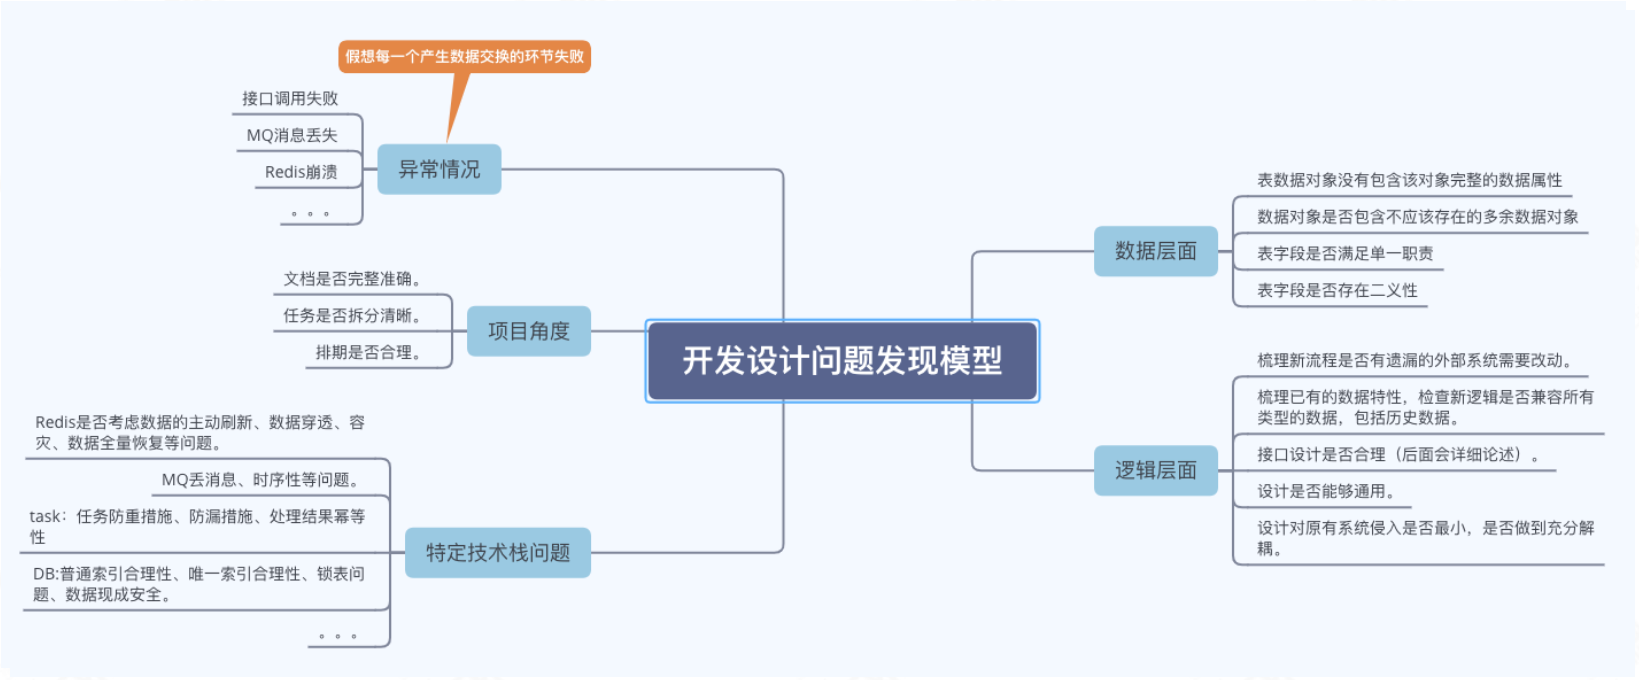 假想每一个产生数据交换的环节失败
接口调用失败
MQ消息丢失
Redis崩溃
。。。
异常情况
文档是否完整准确。
任务是否拆分清晰。
排期是否合理。
项目角度
Redis是否考虑数据的主动刷新、数据穿透、容
灾、数据全量恢复等问题。
MQ丢消息、时序性等问题。
task：任务防重措施、防漏措施、处理结果幂等
性
DB:普通索引合理性、唯一索引合理性、锁表问
题、数据现成安全。
。。。
特定技术栈问题
开发设计问题发现模型
数据层面
表数据对象没有包含该对象完整的数据属性
数据对象是否包含不应该存在的多余数据对象
表字段是否满足单一职责
表字段是否存在二义性
逻辑层面
梳理新流程是否有遗漏的外部系统需要改动。
梳理已有的数据特性，检查新逻辑是否兼容所有
类型的数据，包括历史数据。
接口设计是否合理（后面会详细论述）。
设计是否能够通用。
设计对原有系统侵入是否最小，是否做到充分解
耦。